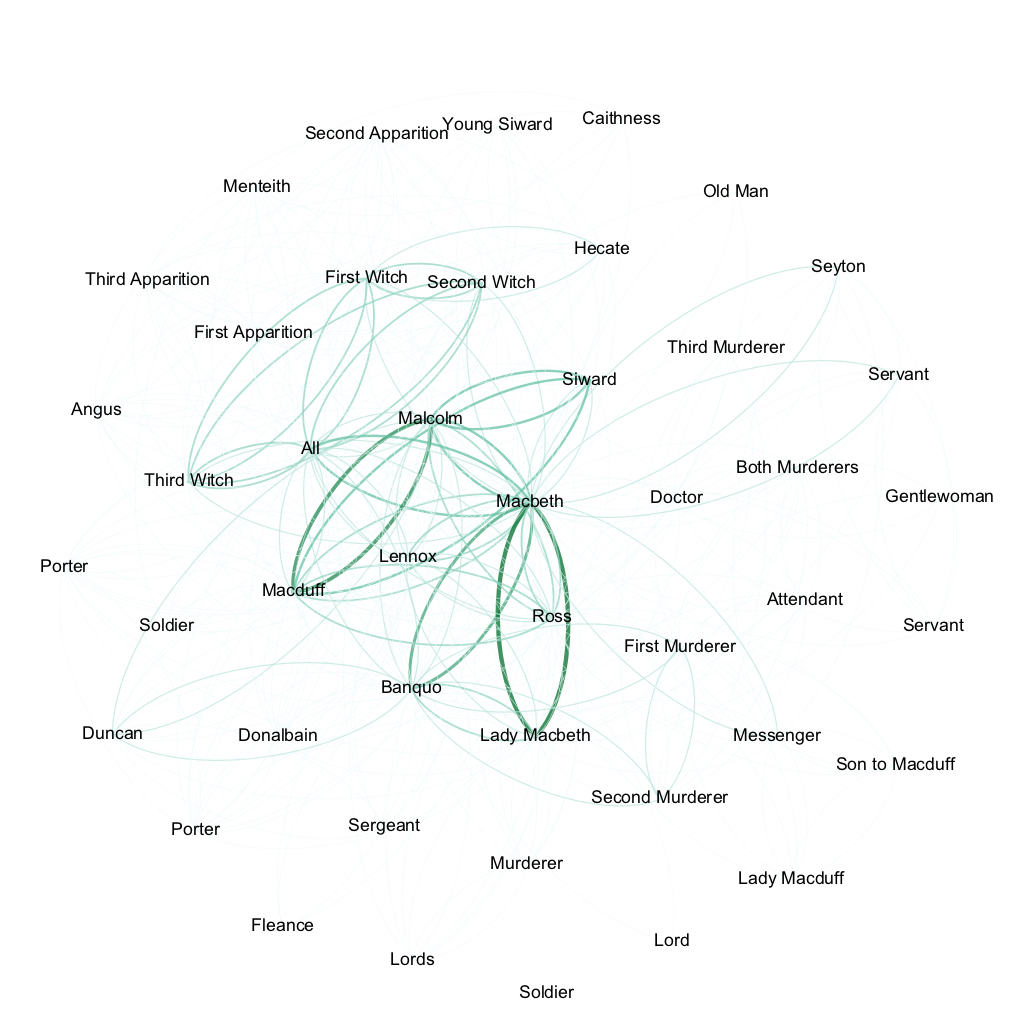 Caithness
Young Siward
Second Apparition
Menteith
Old Man
Hecate
Seyton
First Witch
Third Apparition
Second Witch
First Apparition
Third Murderer
Servant
Siward
Angus
Malcolm
All
Both Murderers
Third Witch
Gentlewoman
Doctor
Macbeth
Lennox
Porter
Macduff
Attendant
Ross
Soldier
Servant
First Murderer
Banquo
Duncan
Donalbain
Lady Macbeth
Messenger
Son to Macduff
Second Murderer
Sergeant
Porter
Murderer
Lady Macduff
Fleance
Lord
Lords
Soldier